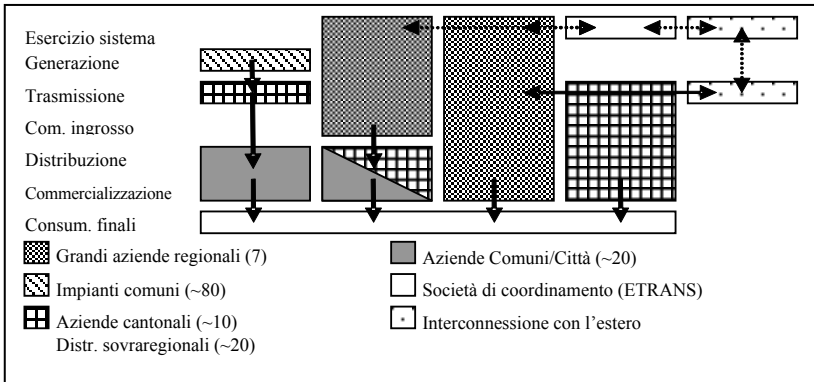 Esercizio sistema
Generazione
Trasmissione
Com. ingrosso
Distribuzione
Commercializzazione
Consum. finali
Grandi aziende regionali (7)
Impianti comuni (~80)
Aziende cantonali (~10)
Distr. sovraregionali (~20)
Aziende Comuni/Città (~20)
Società di coordinamento (ETRANS)
Interconnessione con l'estero